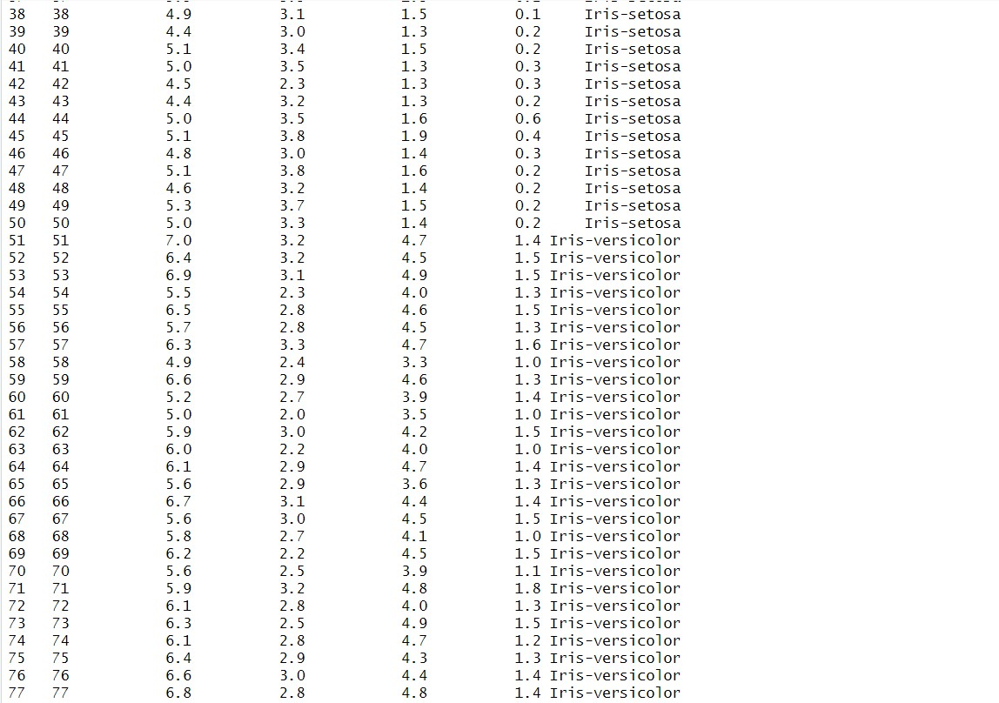 38 38 4.9 3.1 1.5 0.1 Iris-setosa
39 39 4.4 3.0 1.3 0.2 Iris-setosa
40 40 5.1 3.4 1.5 0.2 Iris-setosa
41 41 5.0 3.5 1.3 0.3 Iris-setosa
42 42 4.5 2.3 1.3 0.3 Iris-setosa
43 43 4.4 3.2 1.3 0.2 Iris-setosa
44 44 5.0 3.5 1.6 0.6 Iris-setosa
45 45 5.1 3.8 1.9 0.4 Iris-setosa
46 46 4.8 3.0 1.4 0.3 Iris-setosa
47 47 5.1 3.8 1.6 0.2 Iris-setosa
48 48 4.6 3.2 1.4 0.2 Iris-setosa
49 49 5.3 3.7 1.5 0.2 Iris-setosa
50 50 5.0 3.3 1.4 0.2 Iris-setosa
51 51 7.0 3.2 4.7 1.4 Iris-versicolor
52 52 6.4 3.2 4.5 1.5 Iris-versicolor
53 53 6.9 3.1 4.9 1.5 Iris-versicolor
54 54 5.5 2.3 4.0 1.3 Iris-versicolor
55 55 6.5 2.8 4.6 1.5 Iris-versicolor
56 56 5.7 2.8 4.5 1.3 Iris-versicolor
57 57 6.3 3.3 4.7 1.6 Iris-versicolor
58 58 4.9 2.4 3.3 1.0 Iris-versicolor
59 59 6.6 2.9 4.6 1.3 Iris-versicolor
60 60 5.2 2.7 3.9 1.4 Iris-versicolor
61 61 5.0 2.0 3.5 1.0 Iris-versicolor
62 62 5.9 3.0 4.2 1.5 Iris-versicolor
63 63 6.0 2.2 4.0 1.0 Iris-versicolor
64 64 6.1 2.9 4.7 1.4 Iris-versicolor
65 65 5.6 2.9 3.6 1.3 Iris-versicolor
66 66 6.7 3.1 4.4 1.4 Iris-versicolor
67 67 5.6 3.0 4.5 1.5 Iris-versicolor
68 68 5.8 2.7 4.1 1.0 Iris-versicolor
69 69 6.2 2.2 4.5 1.5 Iris-versicolor
70 70 5.6 2.5 3.9 1.1 Iris-versicolor
71 71 5.9 3.2 4.8 1.8 Iris-versicolor
72 72 6.1 2.8 4.0 1.3 Iris-versicolor
73 73 6.3 2.5 4.9 1.5 Iris-versicolor
74 74 6.1 2.8 4.7 1.2 Iris-versicolor
75 75 6.4 2.9 4.3 1.3 Iris-versicolor
76 76 6.6 3.0 4.4 1.4 Iris-versicolor
77 77 6.8 2.8 4.8 1.4 Iris-versicolor